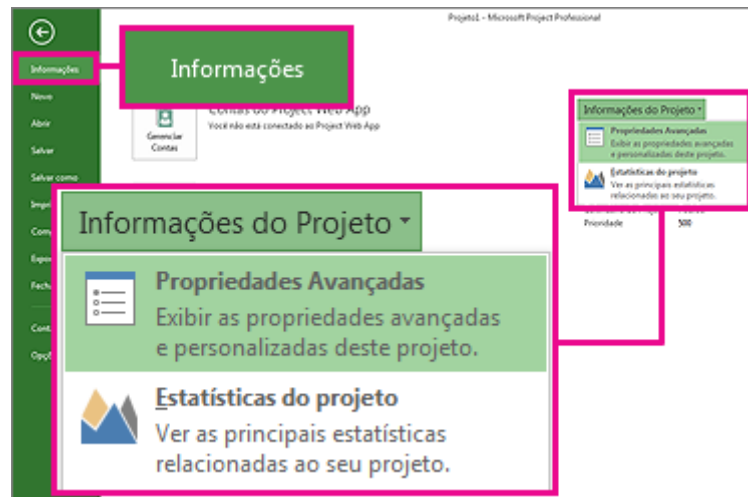 Projeto1 - Microsoft Project Professional
Informações
Informações
Novo
Abrir
Salvar
Salvar como
Contas do Project Web App
Você não está conectado ao Project Web App
Gerenciar
Contas
Informações do Projeto
Propriedades Avançadas
Exibir as propriedades avançadas
e personalizadas deste projeto.
Estatísticas do projeto
Ver as principais estatísticas
relacionadas ao seu projeto.
Prioridade 500
Informações do Projeto
Propriedades Avançadas
Exibir as propriedades avançadas
e personalizadas deste projeto.
Estatísticas do projeto
Ver as principais estatísticas
relacionadas ao seu projeto.